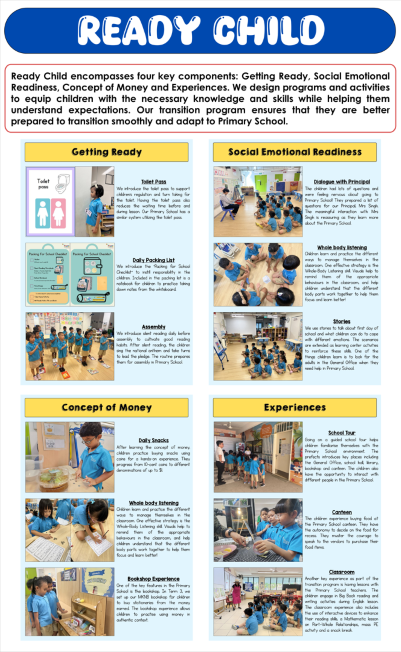 READY CHILD
Ready Child encompasses four key components: Getting Ready, Social Emotional
Readiness, Concept of Money and Experiences. We design programs and activities
to equip children with the necessary knowledge and skills while helping them
understand expectations. Our transition program ensures that they are better
prepared to transition smoothly and adapt to Primary School.
Getting Ready
Toilet
pass
Toilet Pass
We introduce the toilet pass to support
children's regulation and turn taking for
the toilet. Having the toilet pass also
reduces the waiting time before and
during lesson. Our Primary School has a
similar system utilising the toilet pass.
Daily Packing List
We introduce the "Packing for School
Checklist" to instil responsibility in the
children. Included in the packing list is a
notebook for children to practice taking
down notes from the whiteboard.
Assembly
We introduce silent reading daily before
assembly to cultivate good reading
habits. After silent reading, the children
sing the national anthem and take turns
to lead the pledge. This routine prepares
them for assembly in Primary School.
Social Emotional Readiness
Dialogue with Principal
The children had lots of questions and
were feeling nervous about going to
Primary School! They prepared a lot of
questions for our Principal, Mrs Singh.
The meaningful interaction with Mrs
Singh is reassuring as they learn more
about the Primary School.
Whole body listening
Children learn and practice the different
ways to manage themselves in the
classroom. One effective strategy is the
Whole-Body Listening skill. Visuals help to
remind them of the appropriate
behaviours in the classroom, and help
children understand that the different
body parts work together to help them
focus and learn better!
Stories
We use stories to talk about first day of
school and what children can do to cope
with different emotions. The scenarios
are extended as learning center activities
to reinforce these skills. One of the
things children learn is to look for the
adults in the General Office when they
need help in Primary School.
Concept of Money
Daily Snacks
After learning the concept of money,
children practice buying snacks using
coins for a hands-on experience. They
progress from 10-cent coins to different
denominations of up to $1.
Whole body listening
Children learn and practice the different
ways to manage themselves in the
classroom. One effective strategy is the
Whole-Body Listening skill. Visuals help to
remind them of the appropriate
behaviours in the classroom, and help
children understand that the different
body parts work together to help them
focus and learn better!
Bookshop Experience
One of the key features in the Primary
School is the bookshop. In Term 3, we
set up our MKNB bookshop for children
to buy stationeries from the money
earned. The bookshop experience allows
children to practise using money in
authentic context.
Experiences
School Tour
Going on a guided school tour helps
children familiarise themselves with the
Primary School environment. The
prefects introduce key places including
the General Office, school hall, library,
bookshop and canteen. The children also
have the opportunity to interact with
different people in the Primary School.
Canteen
The children experience buying food at
the Primary School canteen. They have
the autonomy to decide on the food for
recess. They muster the courage to
speak to the vendors to purchase their
food items.
Classroom
Another key experience as part of the
transition program is having lessons with
the Primary School teachers. The
children engage in Big Book reading and
writing activities during English lesson.
The classroom experience also includes
the use of interactive devices to enhance
their reading skills, a Mathematics lesson
on Part-Whole Relationships, mass PE
activity and a snack break.